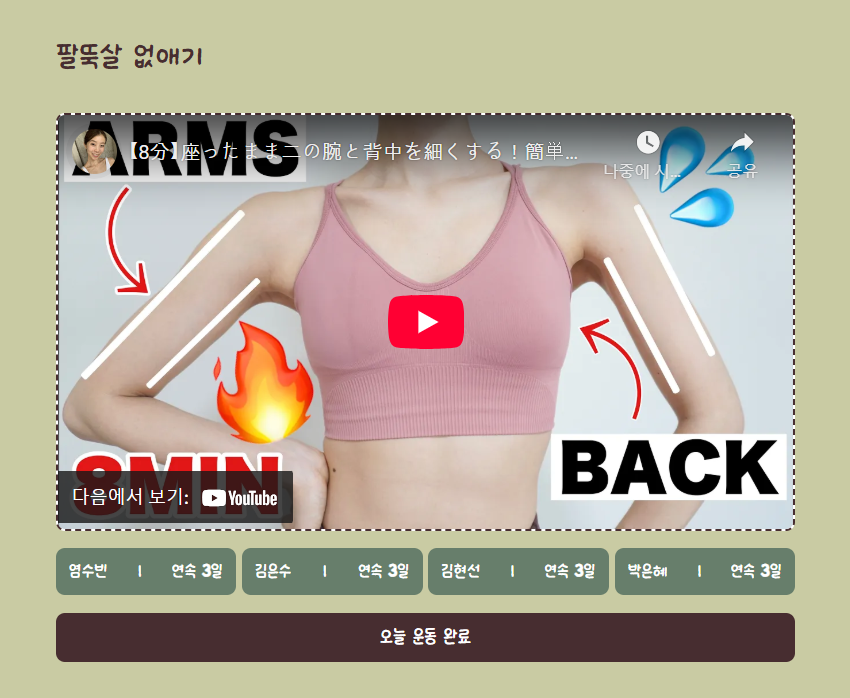 팔뚝살 없애기
ARMS
【8分】座ったまま二の腕と背中を細くする！簡単...
나중에 시...
공유
BACK
8MIN
다음에서 보기: YouTube
염수빈 | 연속 3일
김윤수 | 연속 3일
김현선 | 연속 3일
박은혜 | 연속 3일
오늘 운동 완료